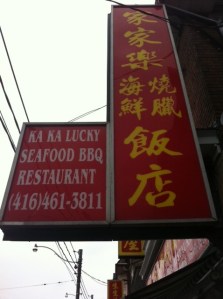 家家樂
海鮮
燒臘
飯店
KA KA LUCKY
SEAFOOD BBQ
RESTAURANT
(416)461-3811